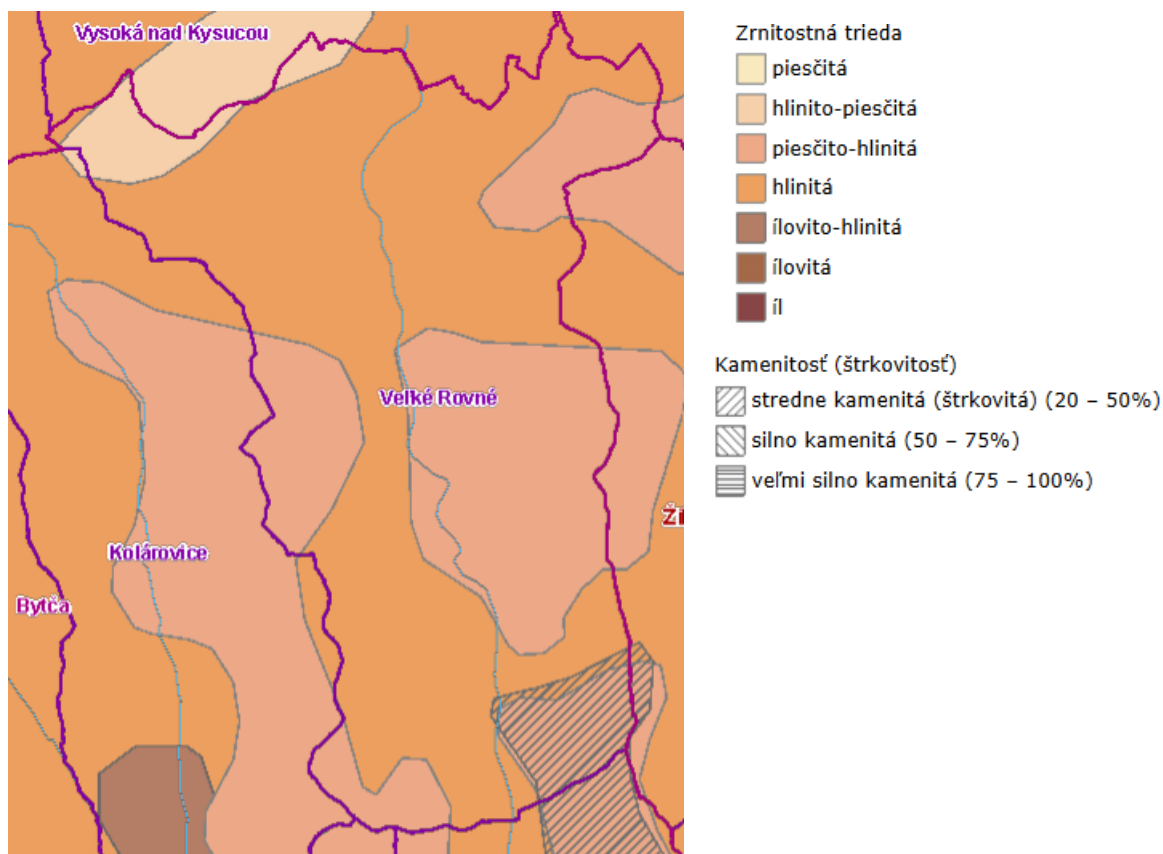 Vysoká nad Kysucou
Veľké Rovné
Kolárovice
Bytča
Ži
Zrnitostná trieda
piesčitá
hlinito-piesčitá
piesčito-hlinitá
hlinitá
ílovito-hlinitá
ílovitá
íl
Kamenitosť (štrkovitosť)
stredne kamenitá (štrkovitá) (20 – 50%)
silno kamenitá (50 – 75%)
veľmi silno kamenitá (75 – 100%)